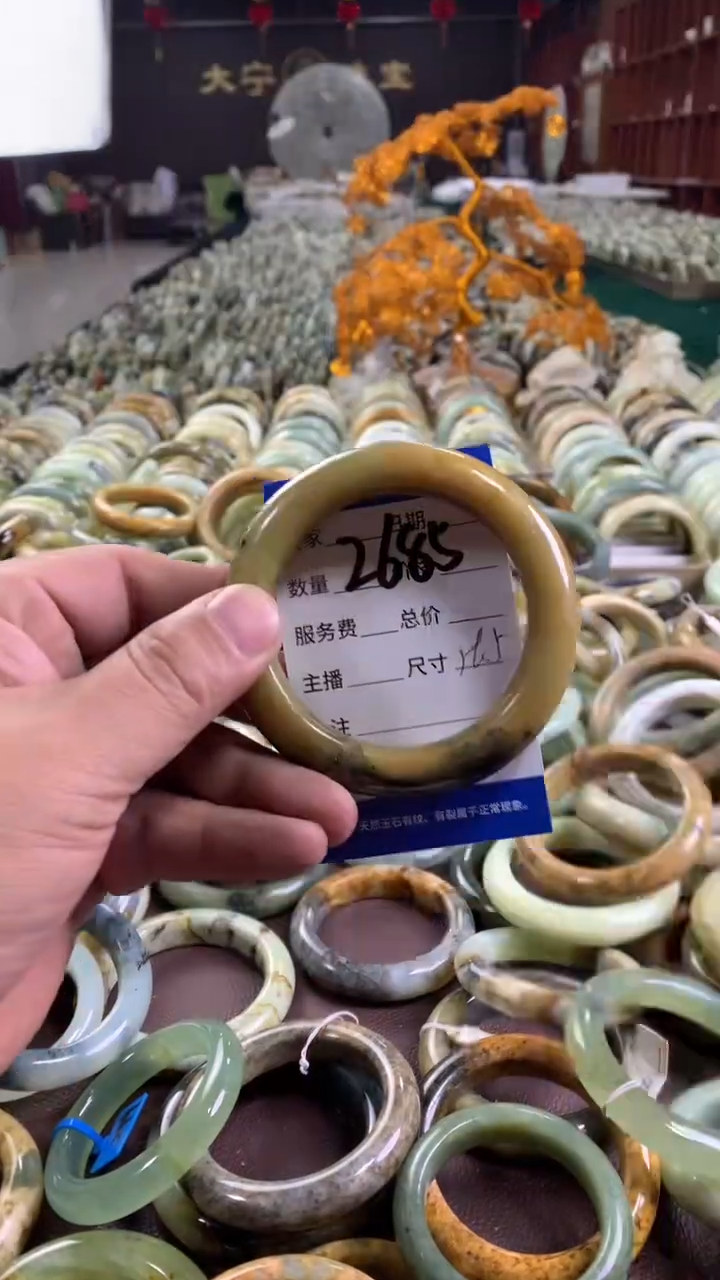 大宁
宝
家 日期
数量 2685
服务费 总价
主播 尺寸
注
天然玉石有纹、有裂属于正常现象。